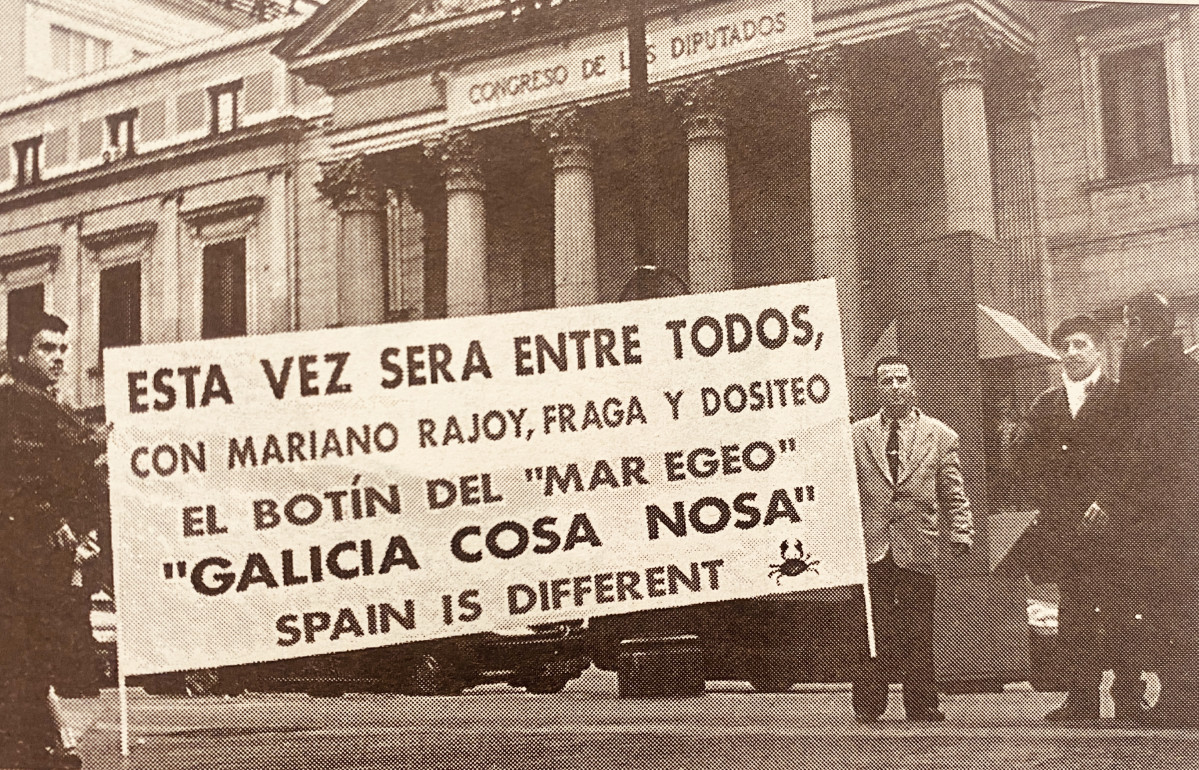 CONGRESO DE LOS DIPUTADOS
ESTA VEZ SERA ENTRE TODOS,
CON MARIANO RAJOY, FRAGA Y DOSITEO
EL BOTÍN DEL "MAR EGEO"
"GALICIA COSA NOSA"
SPAIN IS DIFFERENT